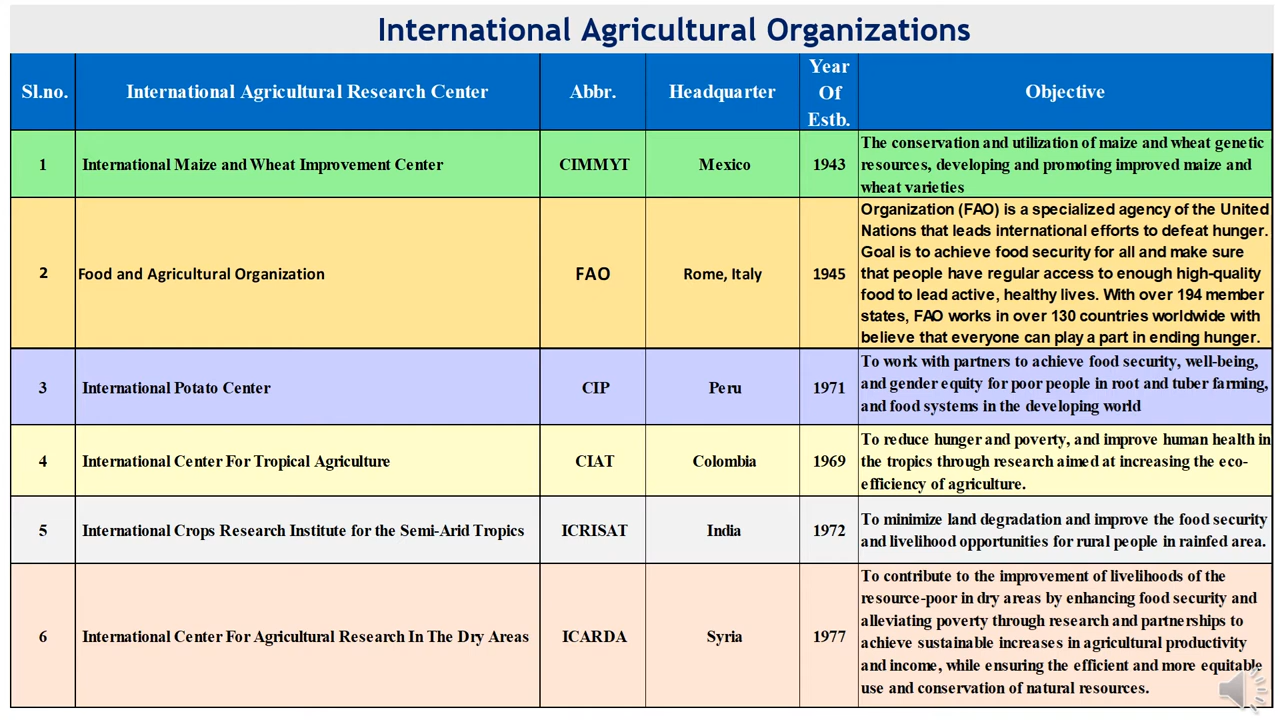 International Agricultural Organizations
Sl.no. International Agricultural Research Center Abbr. Headquarter Year Of Estb. Objective
1 International Maize and Wheat Improvement Center CIMMYT Mexico 1943 The conservation and utilization of maize and wheat genetic
resources, developing and promoting improved maize and
wheat varieties
2 Food and Agricultural Organization FAO Rome, Italy 1945 Organization (FAO) is a specialized agency of the United
Nations that leads international efforts to defeat hunger.
Goal is to achieve food security for all and make sure
that people have regular access to enough high-quality
food to lead active, healthy lives. With over 194 member
states, FAO works in over 130 countries worldwide with
believe that everyone can play a part in ending hunger.
3 International Potato Center CIP Peru 1971 To work with partners to achieve food security, well-being,
and gender equity for poor people in root and tuber farming,
and food systems in the developing world
4 International Center For Tropical Agriculture CIAT Colombia 1969 To reduce hunger and poverty, and improve human health in
the tropics through research aimed at increasing the eco-
efficiency of agriculture.
5 International Crops Research Institute for the Semi-Arid Tropics ICRISAT India 1972 To minimize land degradation and improve the food security
and livelihood opportunities for rural people in rainfed area.
6 International Center For Agricultural Research In The Dry Areas ICARDA Syria 1977 To contribute to the improvement of livelihoods of the
resource-poor in dry areas by enhancing food security and
alleviating poverty through research and partnerships to
achieve sustainable increases in agricultural productivity
and income, while ensuring the efficient and more equitable
use and conservation of natural resources.